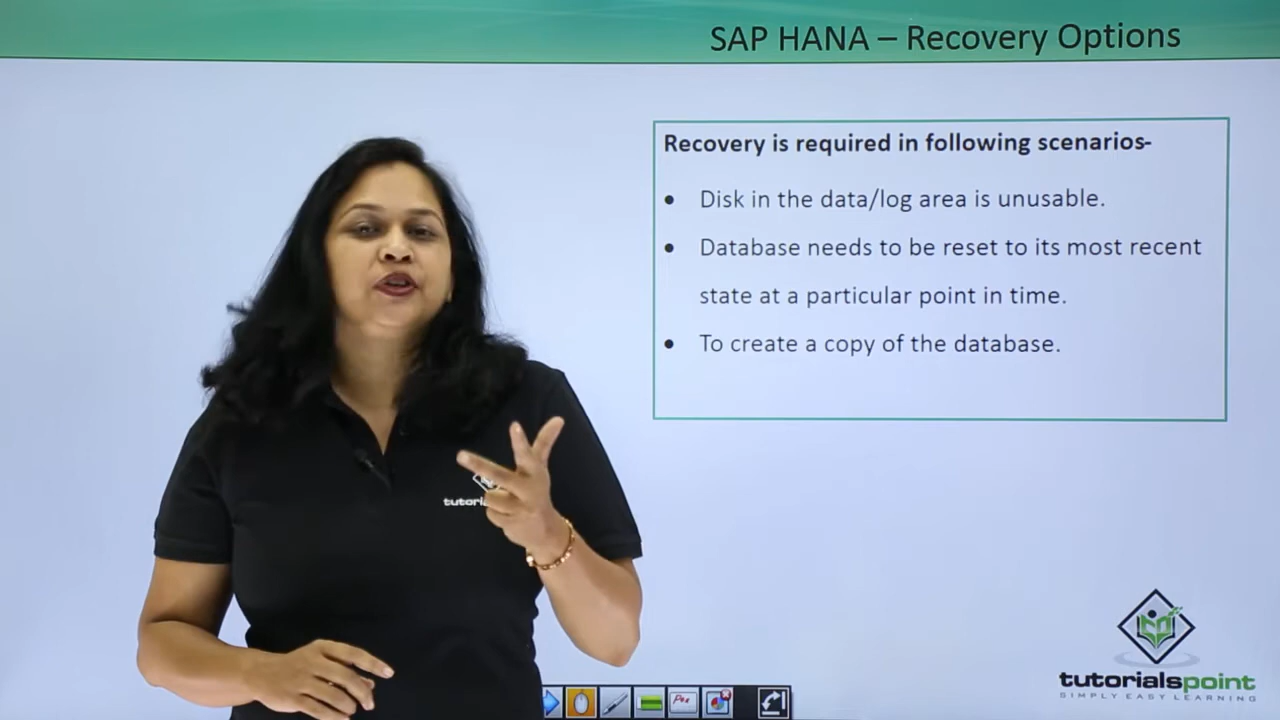 SAP HANA – Recovery Options
Recovery is required in following scenarios-
• Disk in the data/log area is unusable.
• Database needs to be reset to its most recent
state at a particular point in time.
• To create a copy of the database.
tutorialspoint
SIMPLY EASY LEARNING